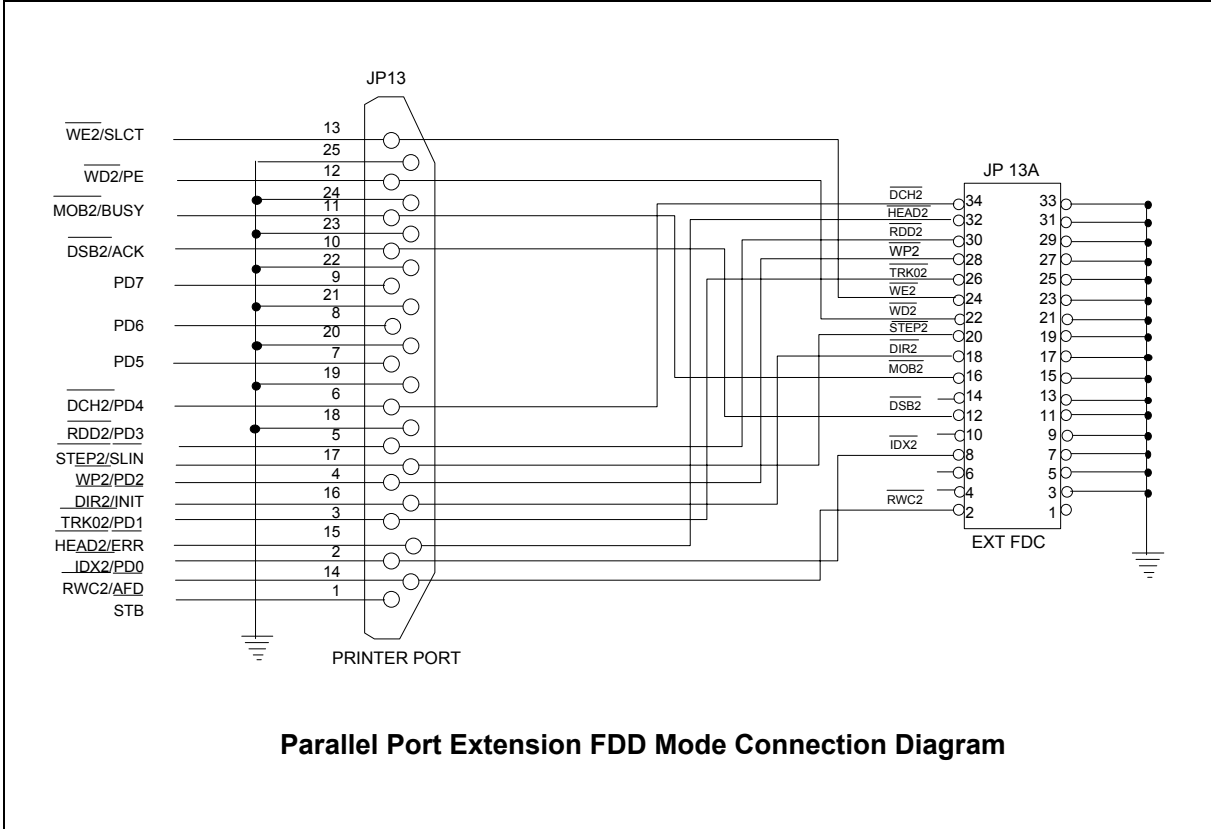 JP13
WE2/SLCT
WD2/PE
MOB2/BUSY
DSB2/ACK
PD7
PD6
PD5
DCH2/PD4
RDD2/PD3
STEP2/SLIN
WP2/PD2
DIR2/INIT
TRK02/PD1
HEAD2/ERR
IDX2/PD0
RWC2/AFD
STB
13
25
12
24
11
23
10
22
9
21
8
20
7
19
6
18
5
17
4
16
3
15
2
14
1
PRINTER PORT
JP 13A
DCH2
HEAD2
RDD2
WP2
TRK02
WE2
WD2
STEP2
DIR2
MOB2
DSB2
IDX2
RWC2
34 33
32 31
30 29
28 27
26 25
24 23
22 21
20 19
18 17
16 15
14 13
12 11
10 9
8 7
6 5
4 3
2 1
EXT FDC
Parallel Port Extension FDD Mode Connection Diagram